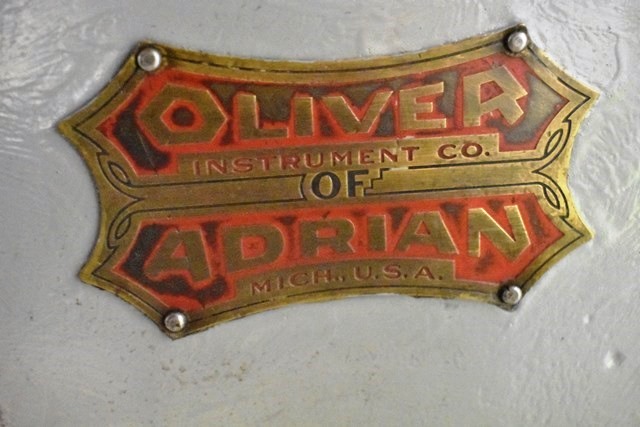 OLIVER
INSTRUMENT CO.
OF
ADRIAN
MICH., U.S.A.